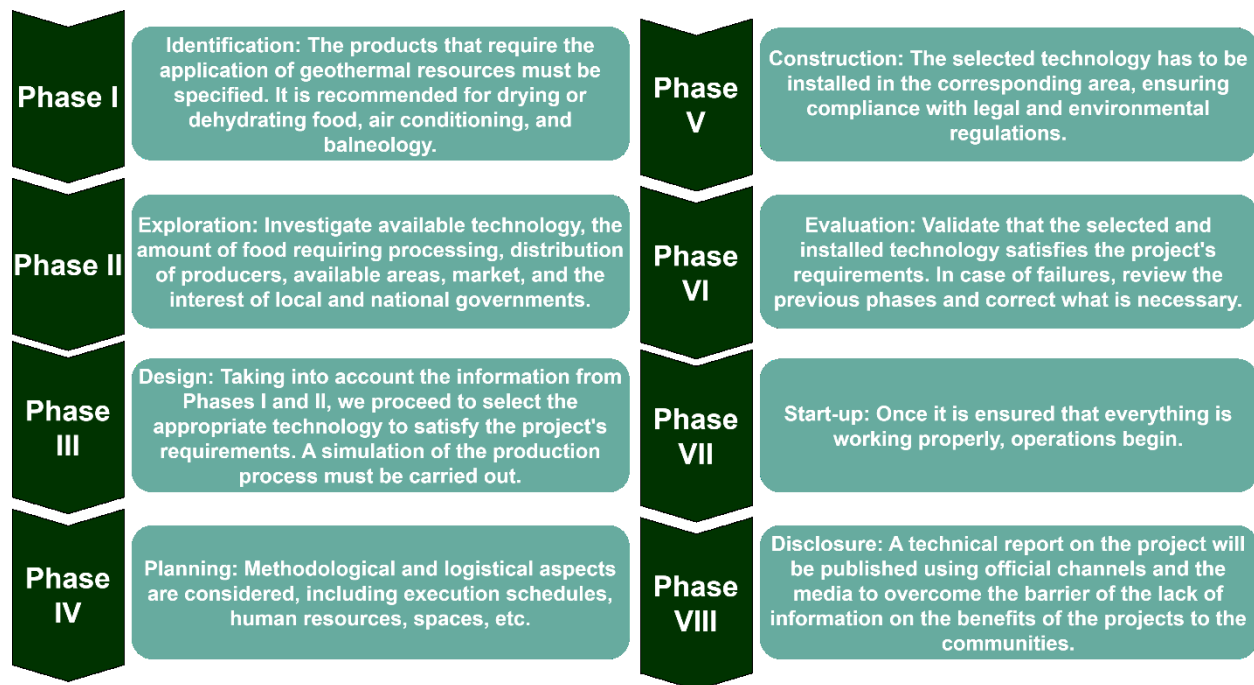 Phase I
Identification: The products that require the
application of geothermal resources must be
specified. It is recommended for drying or
dehydrating food, air conditioning, and
balneology.
Phase II
Exploration: Investigate available technology, the
amount of food requiring processing, distribution
of producers, available areas, market, and the
interest of local and national governments.
Phase
III
Design: Taking into account the information from
Phases I and II, we proceed to select the
appropriate technology to satisfy the project's
requirements. A simulation of the production
process must be carried out.
Phase
IV
Planning: Methodological and logistical aspects
are considered, including execution schedules,
human resources, spaces, etc.
Phase
V
Construction: The selected technology has to be
installed in the corresponding area, ensuring
compliance with legal and environmental
regulations.
Phase
VI
Evaluation: Validate that the selected and
installed technology satisfies the project's
requirements. In case of failures, review the
previous phases and correct what is necessary.
Phase
VII
Start-up: Once it is ensured that everything is
working properly, operations begin.
Phase
VIII
Disclosure: A technical report on the project will
be published using official channels and the
media to overcome the barrier of the lack of
information on the benefits of the projects to the
communities.